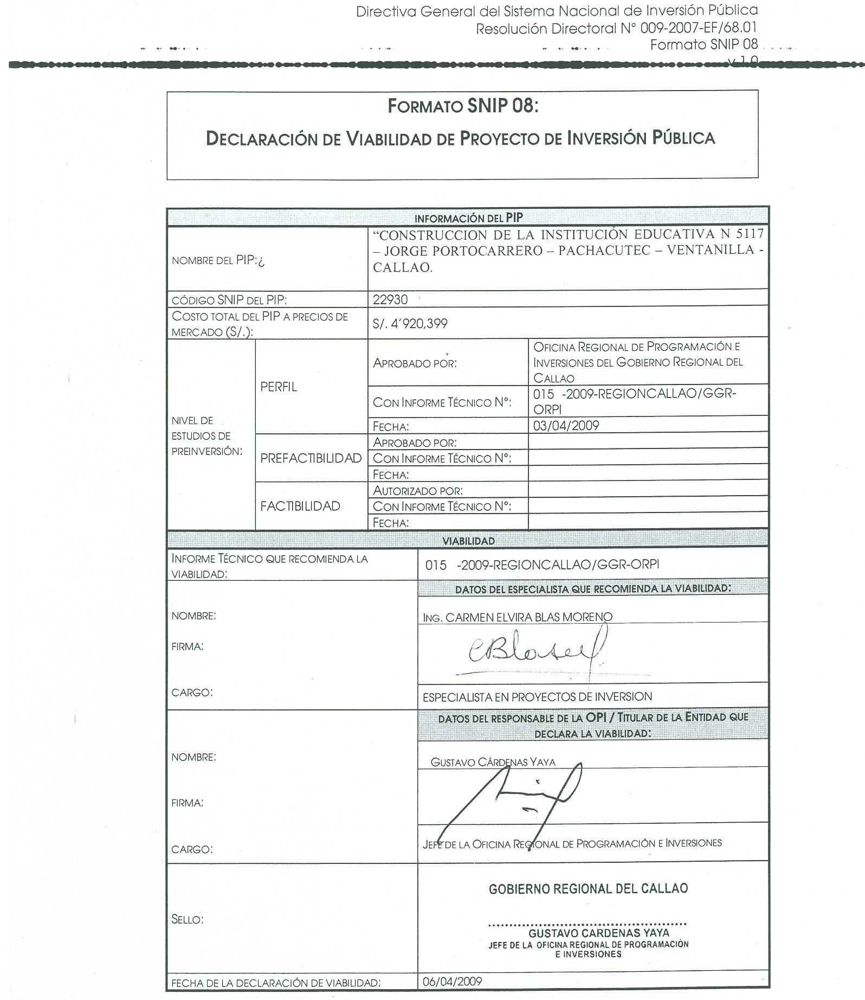 Directiva General del Sistema Nacional de Inversión Pública
Resolución Directoral Nº 009-2007-EF/68.01
Formato SNIP 08
v 1.0
FORMATO SNIP 08:
DECLARACIÓN DE VIABILIDAD DE PROYECTO DE INVERSIÓN PÚBLICA
INFORMACIÓN DEL PIP
NOMBRE DEL PIP:¿
“CONSTRUCCION DE LA INSTITUCIÓN EDUCATIVA N 5117
– JORGE PORTOCARRERO – PACHACUTEC – VENTANILLA -
CALLAO.
CÓDIGO SNIP DEL PIP:
22930
COSTO TOTAL DEL PIP A PRECIOS DE
MERCADO (S/.):
S/. 4’920,399
NIVEL DE
ESTUDIOS DE
PREINVERSIÓN:
PERFIL
APROBADO POR:
OFICINA REGIONAL DE PROGRAMACIÓN E
INVERSIONES DEL GOBIERNO REGIONAL DEL
CALLAO
CON INFORME TÉCNICO Nº:
015 -2009-REGIONCALLAO/GGR-
ORPI
FECHA:
03/04/2009
PREFACTIBILIDAD
APROBADO POR:
CON INFORME TÉCNICO Nº:
FECHA:
FACTIBILIDAD
AUTORIZADO POR:
CON INFORME TÉCNICO Nº:
FECHA:
VIABILIDAD
INFORME TÉCNICO QUE RECOMIENDA LA
VIABILIDAD:
015 -2009-REGIONCALLAO/GGR-ORPI
DATOS DEL ESPECIALISTA QUE RECOMIENDA LA VIABILIDAD:
NOMBRE:
ING. CARMEN ELVIRA BLAS MORENO
FIRMA:
CARGO:
ESPECIALISTA EN PROYECTOS DE INVERSION
DATOS DEL RESPONSABLE DE LA OPI / TITULAR DE LA ENTIDAD QUE
DECLARA LA VIABILIDAD:
NOMBRE:
GUSTAVO CÁRDENAS YAYA
FIRMA:
CARGO:
JEFE DE LA OFICINA REGIONAL DE PROGRAMACIÓN E INVERSIONES
SELLO:
GOBIERNO REGIONAL DEL CALLAO
GUSTAVO CARDENAS YAYA
JEFE DE LA OFICINA REGIONAL DE PROGRAMACIÓN
E INVERSIONES
FECHA DE LA DECLARACIÓN DE VIABILIDAD:
06/04/2009